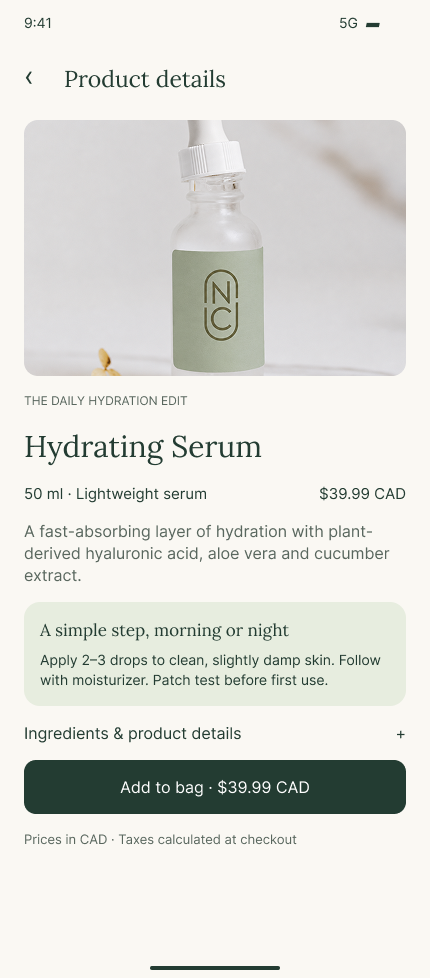 9:41 5G
‹ Product details
NC
THE DAILY HYDRATION EDIT
Hydrating Serum
50 ml · Lightweight serum $39.99 CAD
A fast-absorbing layer of hydration with plant-
derived hyaluronic acid, aloe vera and cucumber
extract.
A simple step, morning or night
Apply 2–3 drops to clean, slightly damp skin. Follow
with moisturizer. Patch test before first use.
Ingredients & product details +
Add to bag · $39.99 CAD
Prices in CAD · Taxes calculated at checkout